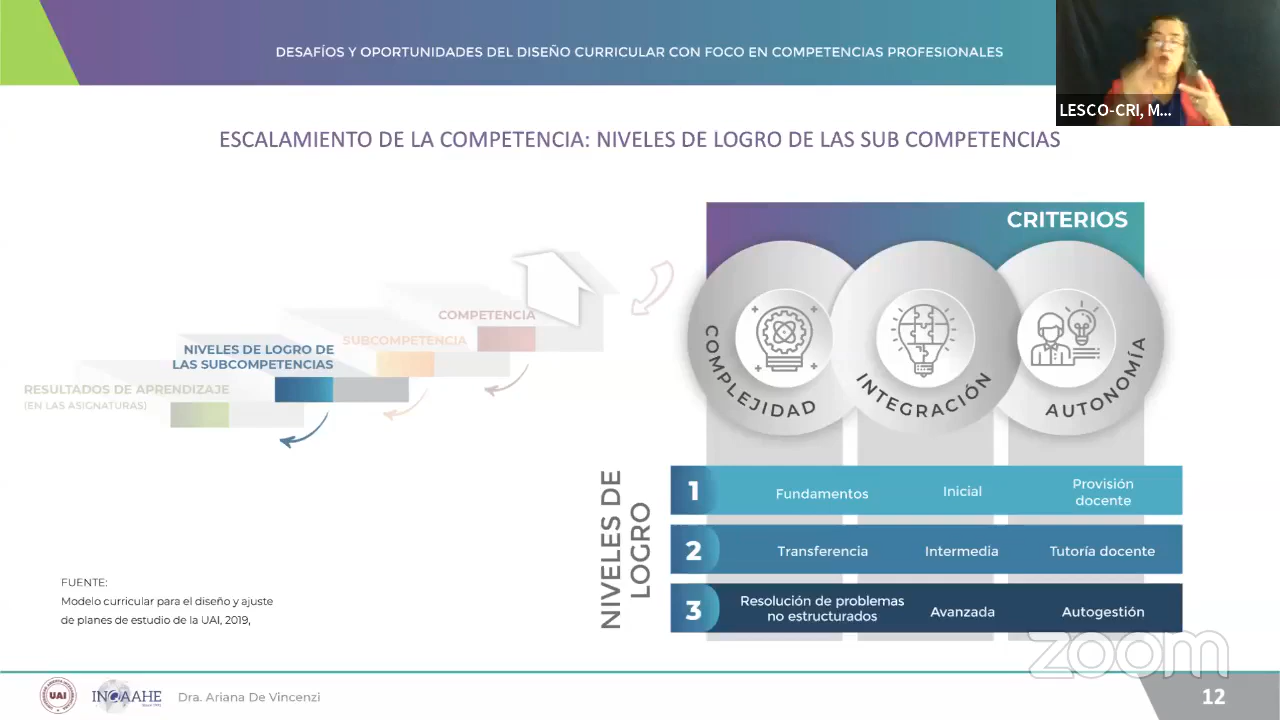 DESAFÍOS Y OPORTUNIDADES DEL DISEÑO CURRICULAR CON FOCO EN COMPETENCIAS PROFESIONALES
LESCO-CRI, M...
ESCALAMIENTO DE LA COMPETENCIA: NIVELES DE LOGRO DE LAS SUB COMPETENCIAS
CRITERIOS
COMPETENCIA
SUBCOMPETENCIA
NIVELES DE LOGRO DE
LAS SUBCOMPETENCIAS
RESULTADOS DE APRENDIZAJE
(EN LAS ASIGNATURAS)
COMPLEJIDAD
INTEGRACIÓN
AUTONOMÍA
NIVELES DE
LOGRO
1 Fundamentos Inicial Provisión
docente
2 Transferencia Intermedia Tutoría docente
3 Resolución de problemas
no estructurados Avanzada Autogestión
FUENTE:
Modelo curricular para el diseño y ajuste
de planes de estudio de la UAI, 2019,
zoom
UAI
INQAAHE
Dra. Ariana De Vincenzi
12